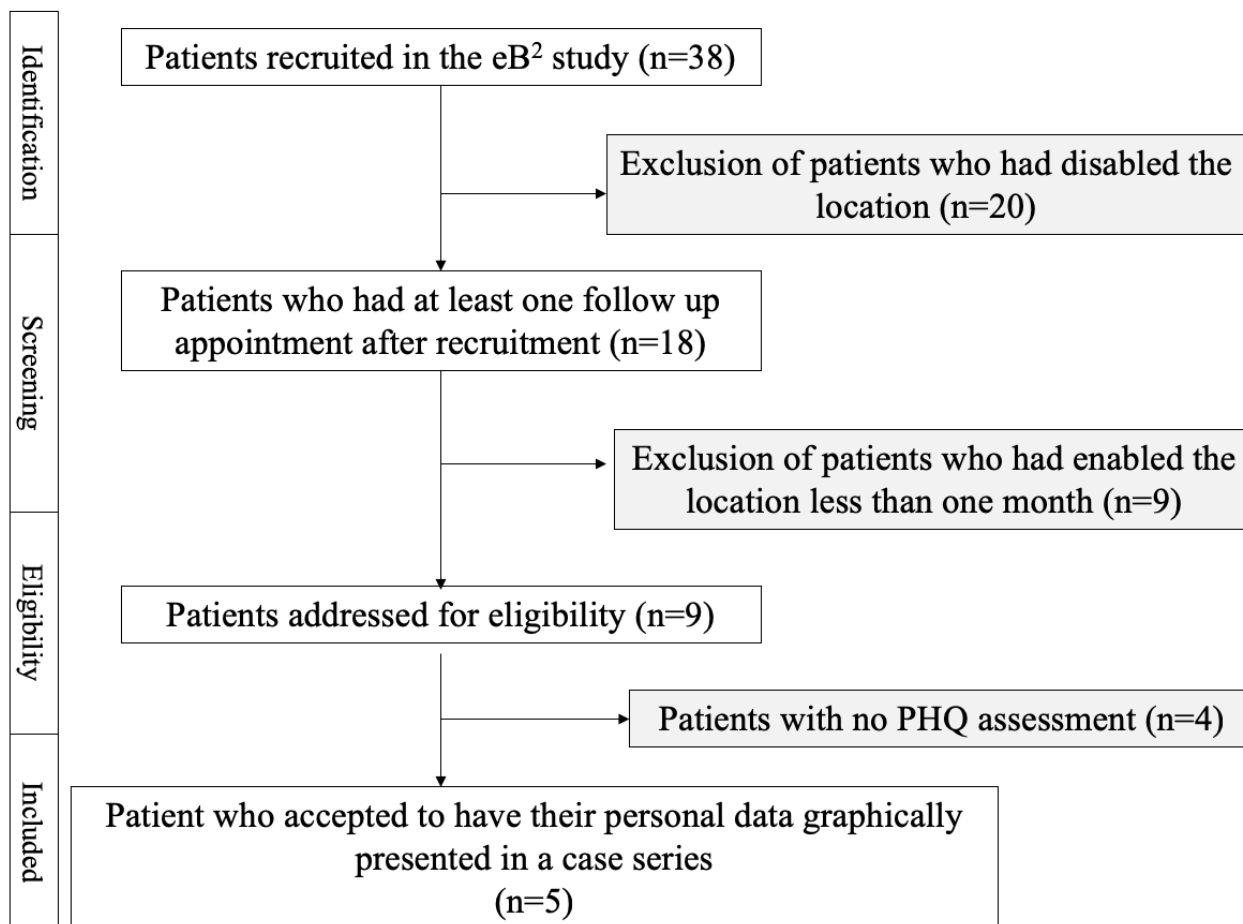 Identification
Patients recruited in the eB² study (n=38)
Exclusion of patients who had disabled the
location (n=20)
Screening
Patients who had at least one follow up
appointment after recruitment (n=18)
Exclusion of patients who had enabled the
location less than one month (n=9)
Eligibility
Patients addressed for eligibility (n=9)
Patients with no PHQ assessment (n=4)
Included
Patient who accepted to have their personal data graphically
presented in a case series
(n=5)